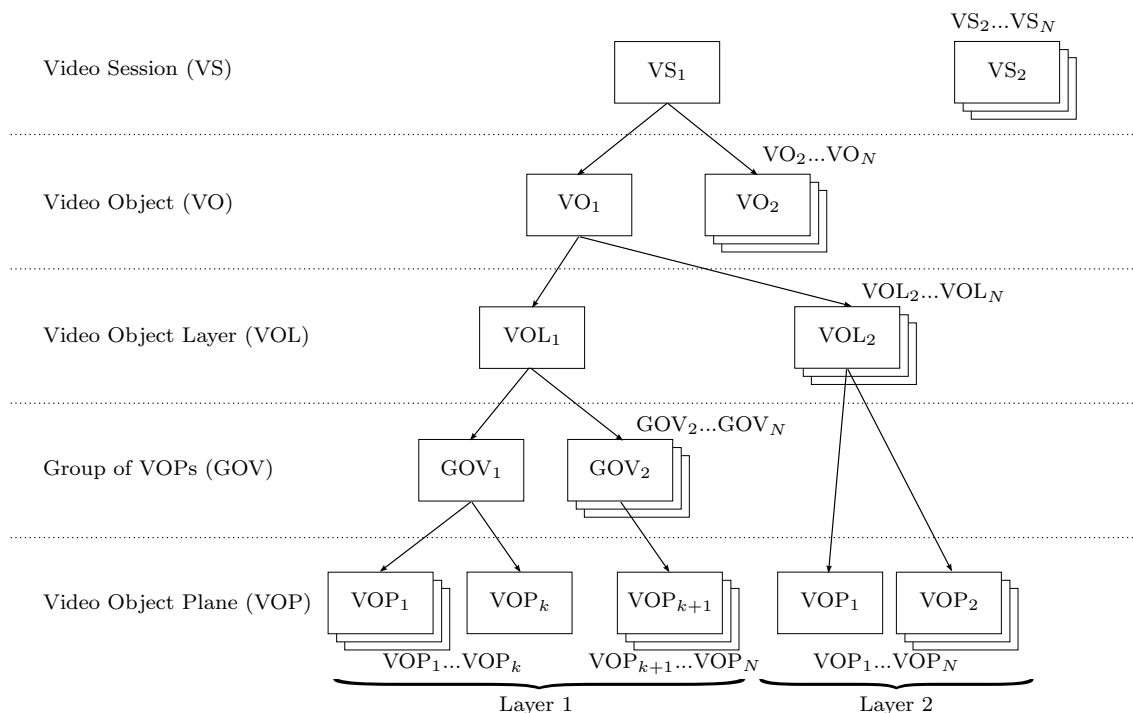 VS₂...VS_N
Video Session (VS) VS₁ VS₂
VO₂...VO_N
Video Object (VO) VO₁ VO₂
VOL₂...VOL_N
Video Object Layer (VOL) VOL₁ VOL₂
GOV₂...GOV_N
Group of VOPs (GOV) GOV₁ GOV₂
Video Object Plane (VOP) VOP₁ VOP_k VOP_{k+1} VOP₁ VOP₂
VOP₁...VOP_k VOP_{k+1}...VOP_N VOP₁...VOP_N
Layer 1 Layer 2